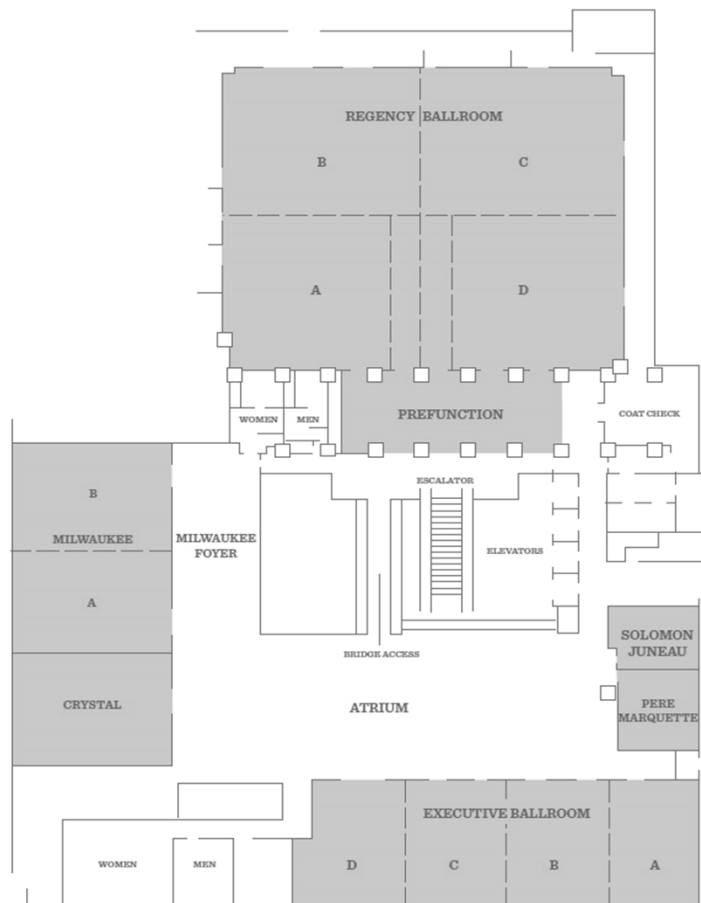 REGENCY BALLROOM
B
C
A
D
PREFUNCTION
WOMEN
MEN
COAT CHECK
ESCALATOR
B
MILWAUKEE
A
MILWAUKEE
FOYER
ELEVATORS
BRIDGE ACCESS
SOLOMON
JUNEAU
CRYSTAL
ATRIUM
PERE
MARQUETTE
EXECUTIVE BALLROOM
WOMEN
MEN
D
C
B
A